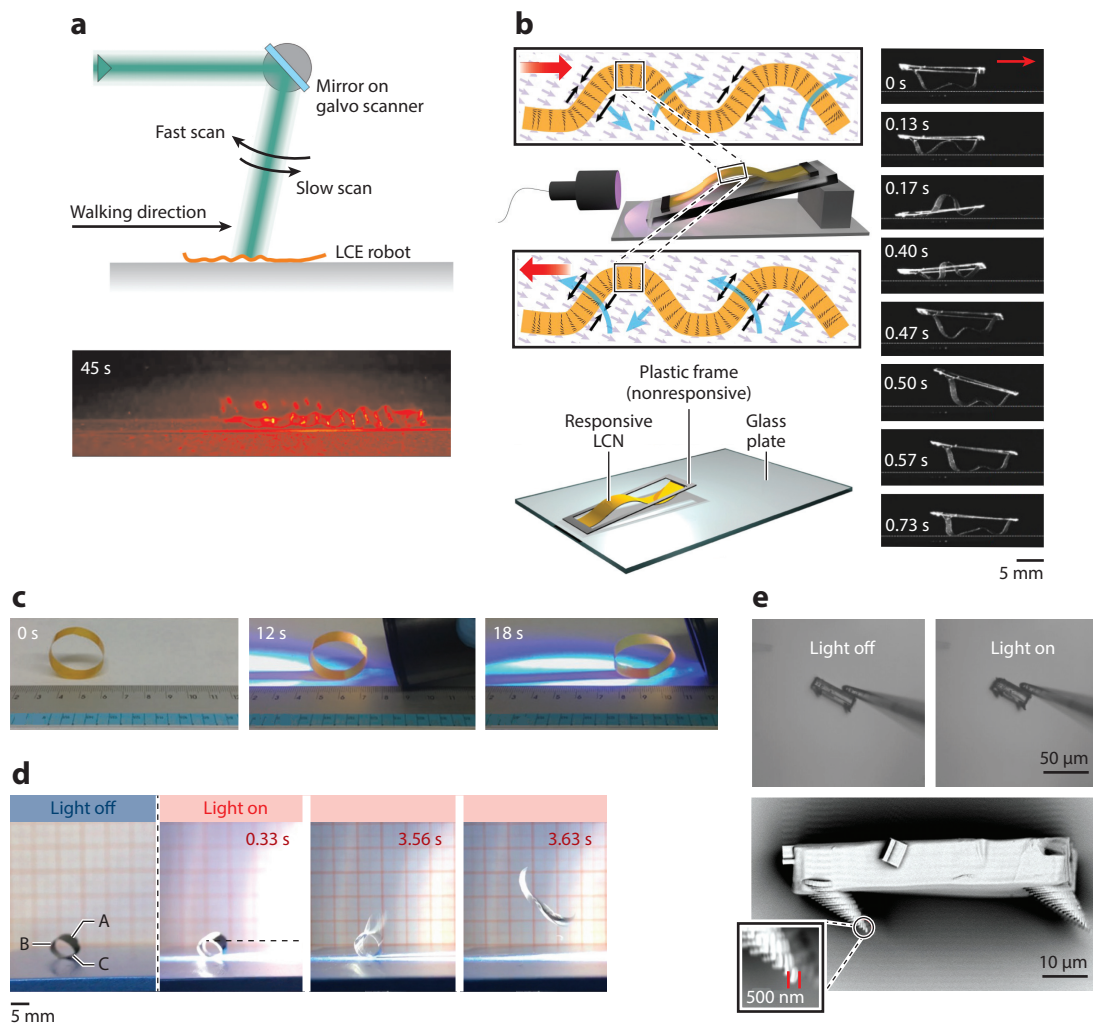 a
Mirror on
galvo scanner
Fast scan
Slow scan
Walking direction
LCE robot
45 s
b
Plastic frame
(nonresponsive)
Responsive
LCN
Glass
plate
0 s
0.13 s
0.17 s
0.40 s
0.47 s
0.50 s
0.57 s
0.73 s
5 mm
c
0 s
12 s
18 s
d
Light off
Light on
0.33 s
3.56 s
3.63 s
A
B
C
5 mm
e
Light off
Light on
50 µm
500 nm
10 µm